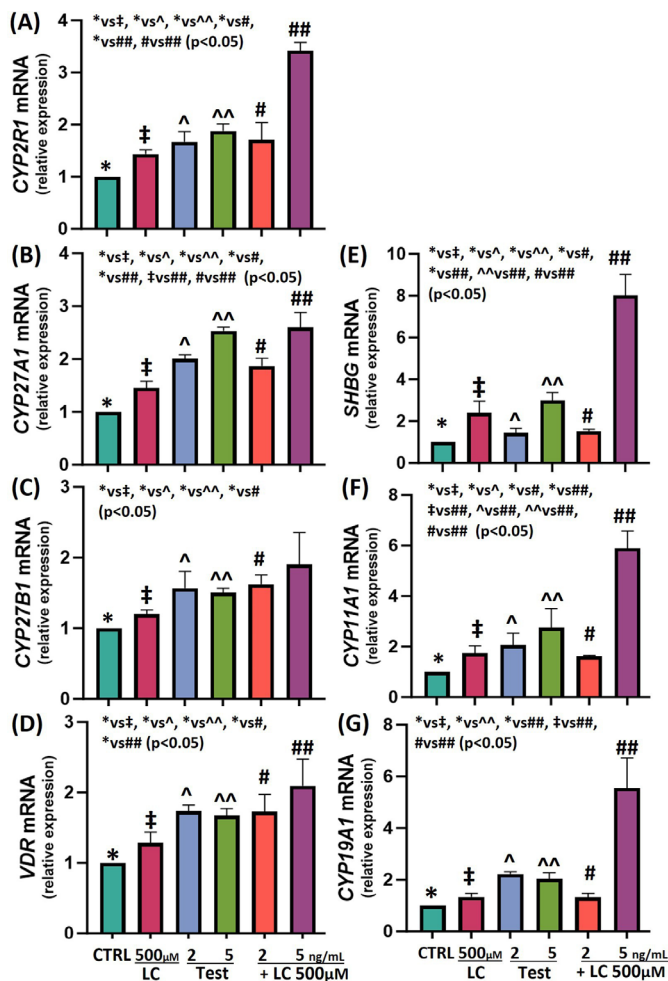 (A)
*vs‡, *vs^, *vs^^,*vs#,
*vs##, #vs## (p<0.05)
CYP2R1 mRNA
(relative expression)
4
3
2
1
0
*
‡
^
^^
#
##
(B)
*vs‡, *vs^, *vs^^, *vs#,
*vs##, ‡vs##, #vs## (p<0.05)
CYP27A1 mRNA
(relative expression)
4
3
2
1
0
*
‡
^
^^
#
##
(C)
*vs‡, *vs^, *vs^^, *vs#
(p<0.05)
CYP27B1 mRNA
(relative expression)
3
2
1
0
*
‡
^
^^
#
(D)
*vs‡, *vs^, *vs^^, *vs#,
*vs## (p<0.05)
VDR mRNA
(relative expression)
3
2
1
0
*
‡
^
^^
#
##
CTRL 500µM 2 5 2 5 ng/mL
LC Test + LC 500µM
(E)
*vs‡, *vs^, *vs^^, *vs#,
*vs##, ^^vs##, #vs##
(p<0.05)
SHBG mRNA
(relative expression)
10
8
6
4
2
0
*
‡
^
^^
#
##
(F)
*vs‡, *vs^, *vs#, *vs##,
‡vs##, ^vs##, ^^vs##,
#vs## (p<0.05)
CYP11A1 mRNA
(relative expression)
8
6
4
2
0
*
‡
^
^^
#
##
(G)
*vs‡, *vs^^, *vs##, ‡vs##,
#vs## (p<0.05)
CYP19A1 mRNA
(relative expression)
8
6
4
2
0
*
‡
^
^^
#
##
CTRL 500µM 2 5 2 5 ng/mL
LC Test + LC 500µM